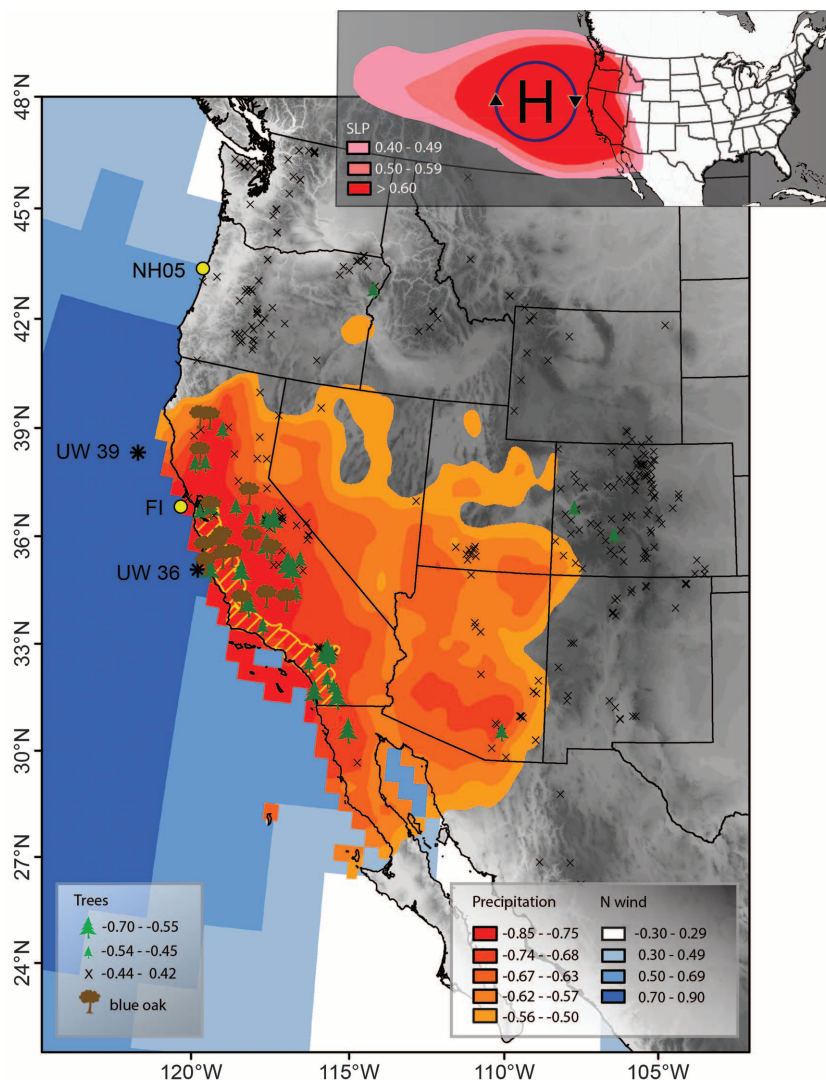 H
SLP
0.40 - 0.49
0.50 - 0.59
> 0.60
48°N
45°N
42°N
39°N
36°N
33°N
30°N
27°N
24°N
NH05
UW 39
FI
UW 36
Trees
-0.70 - -0.55
-0.54 - -0.45
-0.44 - 0.42
blue oak
Precipitation
-0.85 - -0.75
-0.74 - -0.68
-0.67 - -0.63
-0.62 - -0.57
-0.56 - -0.50
N wind
-0.30 - 0.29
0.30 - 0.49
0.50 - 0.69
0.70 - 0.90
120°W 115°W 110°W 105°W